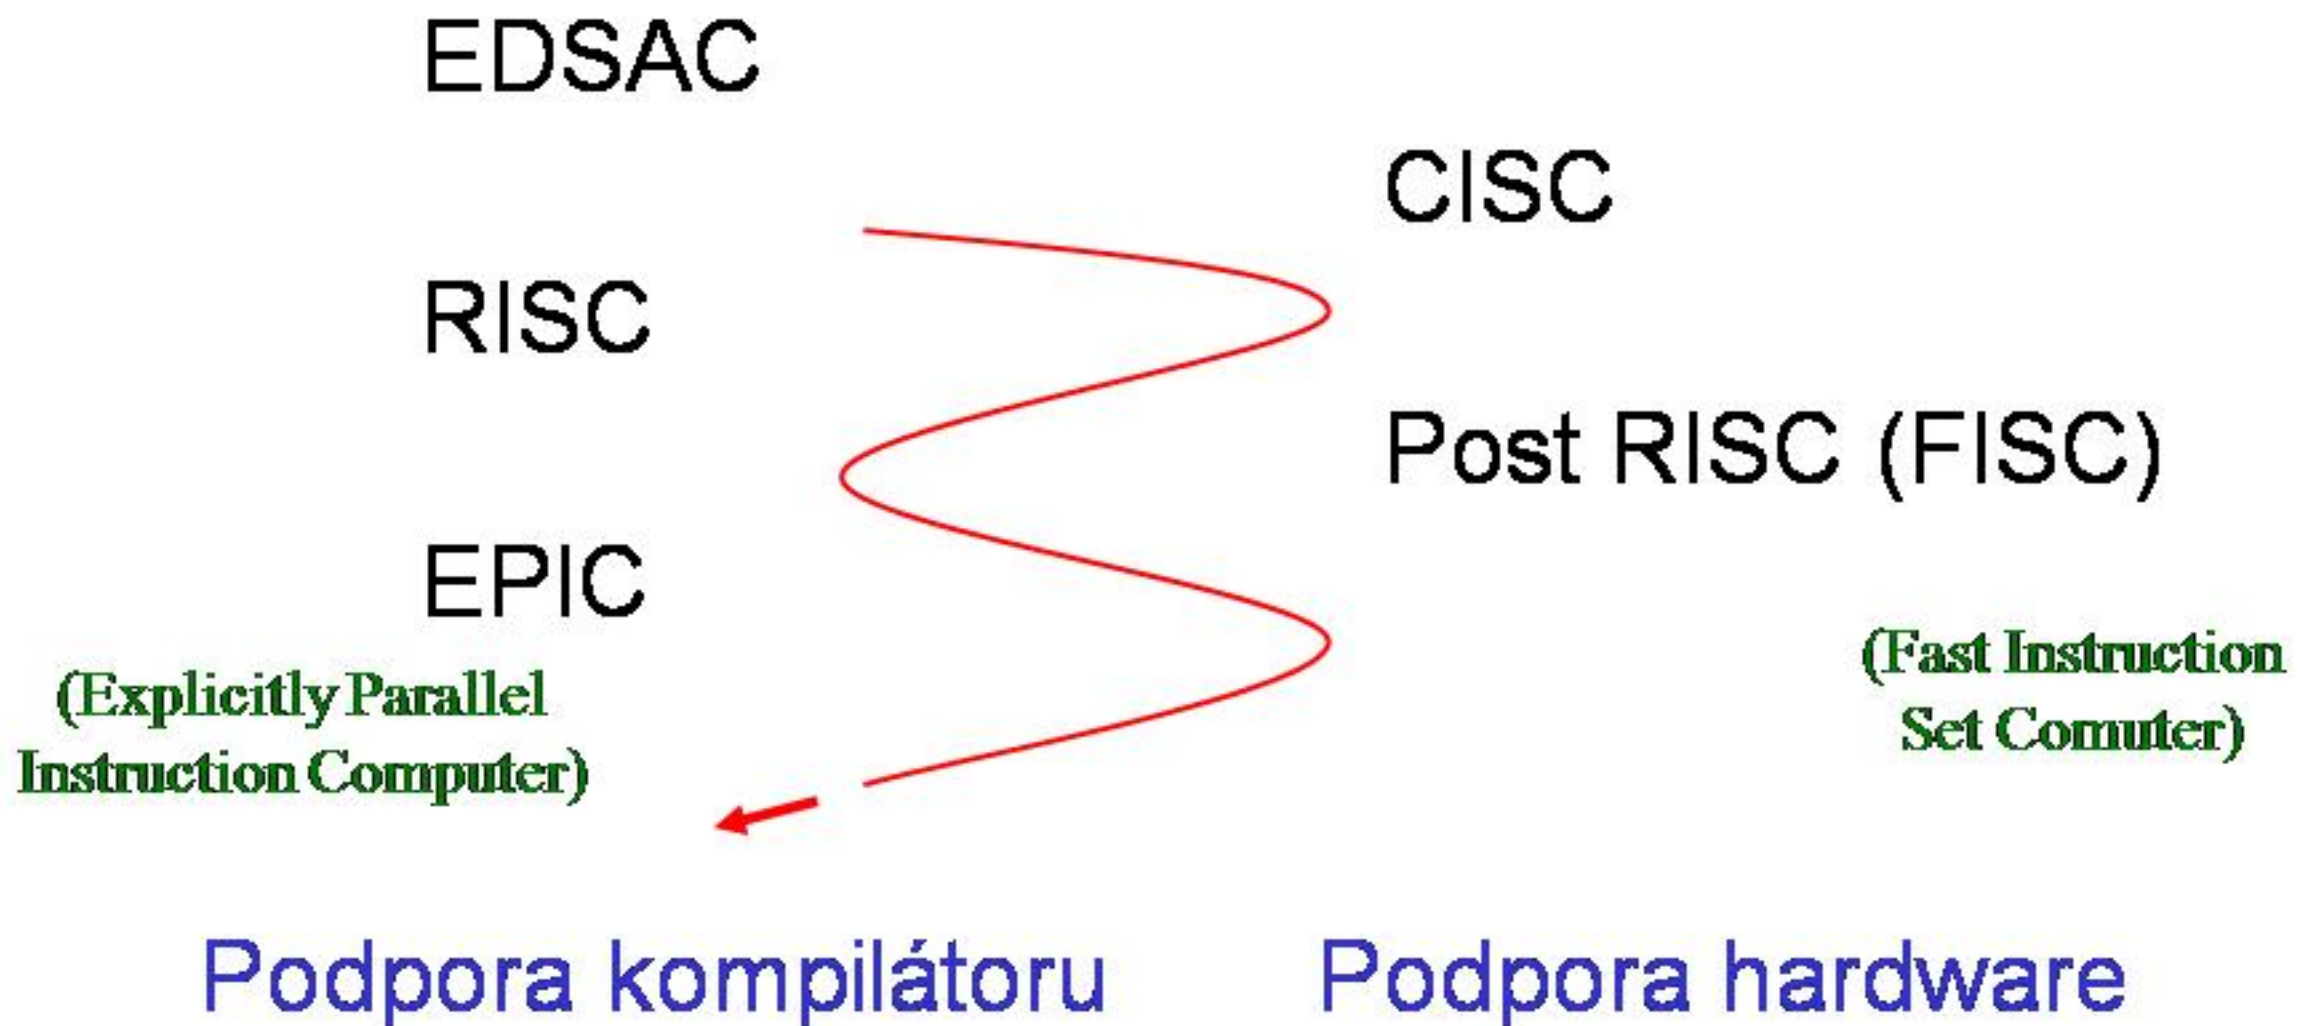 EDSAC
CISC
RISC
Post RISC (FISC)
EPIC
(Explicitly Parallel
Instruction Computer)
(Fast Instruction
Set Comuter)
Podpora kompilátoru
Podpora hardware